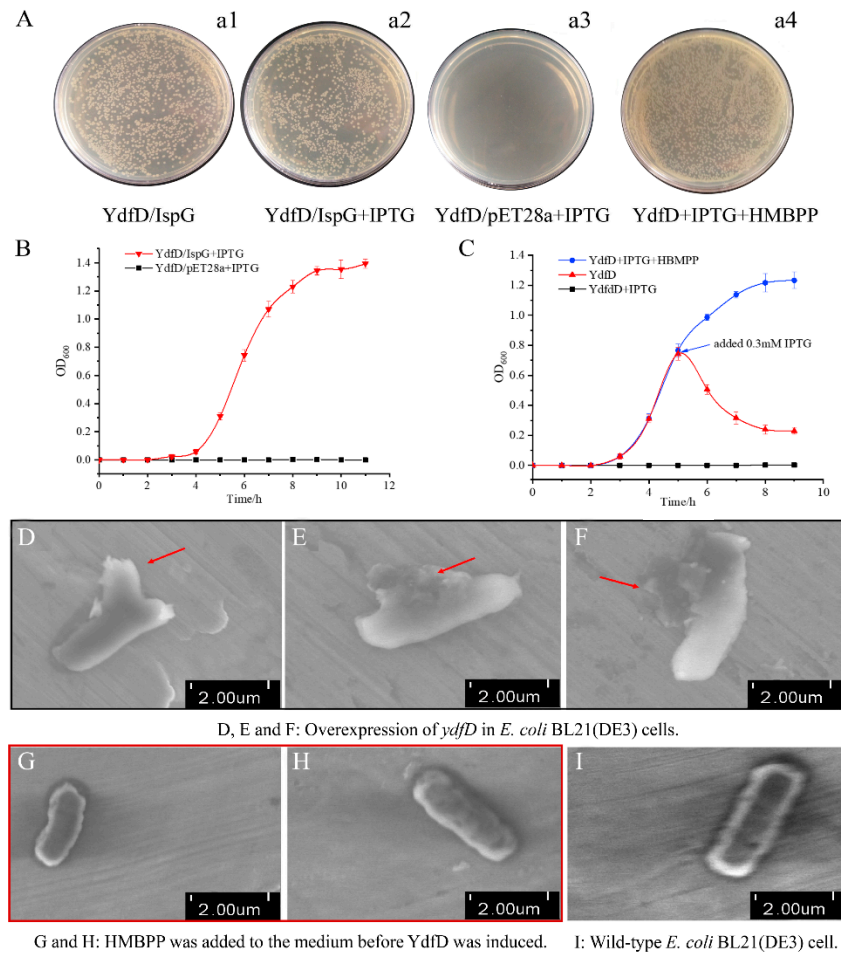 A
a1
a2
a3
a4
YdfD/IspG
YdfD/IspG+IPTG
YdfD/pET28a+IPTG
YdfD+IPTG+HMBPP
B
YdfD/IspG+IPTG
YdfD/pET28a+IPTG
OD600
1.4
1.2
1.0
0.8
0.6
0.4
0.2
0.0
0 2 4 6 8 10 12
Time/h
C
YdfD+IPTG+HBMPP
YdfD
YdfdD+IPTG
added 0.3mM IPTG
OD600
1.4
1.2
1.0
0.8
0.6
0.4
0.2
0.0
0 2 4 6 8 10
Time/h
D
2.00um
E
2.00um
F
2.00um
D, E and F: Overexpression of ydfD in E. coli BL21(DE3) cells.
G
2.00um
H
2.00um
I
2.00um
G and H: HMBPP was added to the medium before YdfD was induced.
I: Wild-type E. coli BL21(DE3) cell.